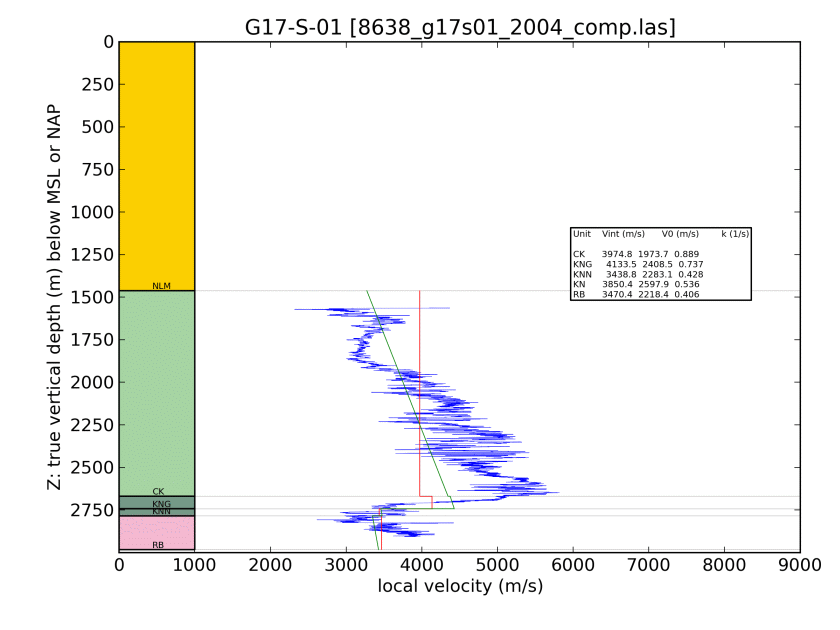 G17-S-01 [8638_g17s01_2004_comp.las]
Z: true vertical depth (m) below MSL or NAP
0
250
500
750
1000
1250
1500
1750
2000
2250
2500
2750
NLM
CK
KNG
KNN
RB
Unit Vint (m/s) V0 (m/s) k (1/s)
CK 3974.8 1973.7 0.889
KNG 4133.5 2408.5 0.737
KNN 3438.8 2283.1 0.428
KN 3850.4 2597.9 0.536
RB 3470.4 2218.4 0.406
0 1000 2000 3000 4000 5000 6000 7000 8000 9000
local velocity (m/s)